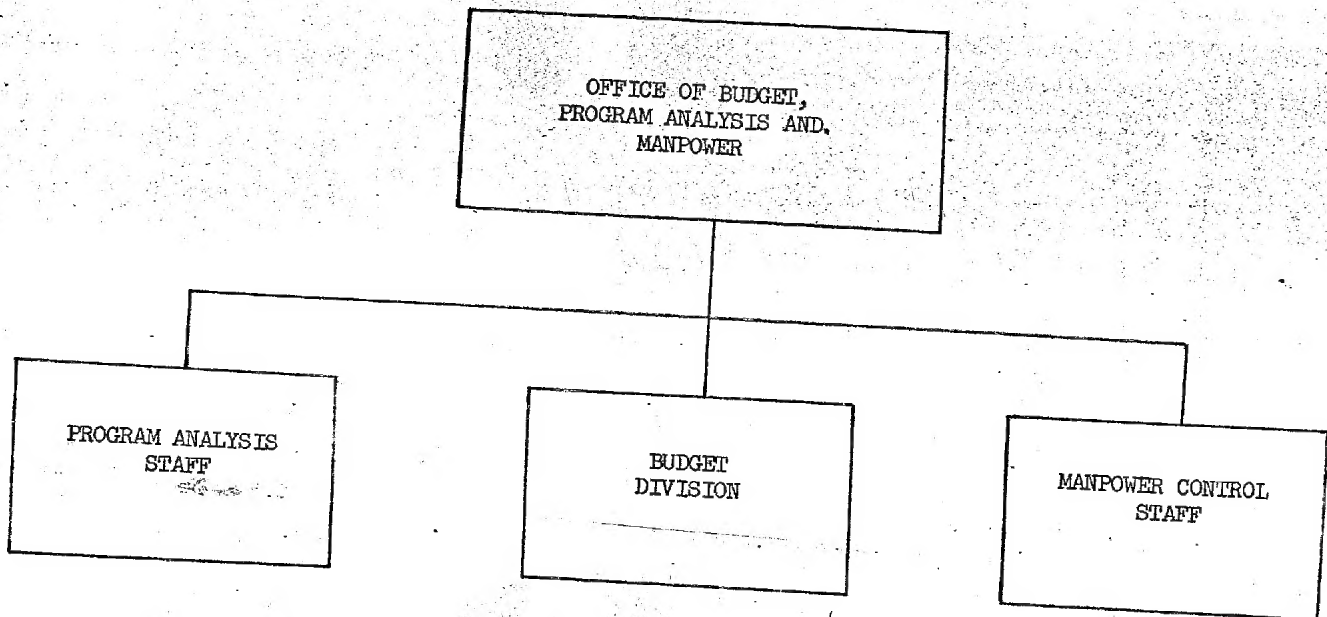 OFFICE OF BUDGET,
PROGRAM ANALYSIS AND.
MANPOWER
PROGRAM ANALYSIS
STAFF
BUDGET
DIVISION
MANPOWER CONTROL
STAFF